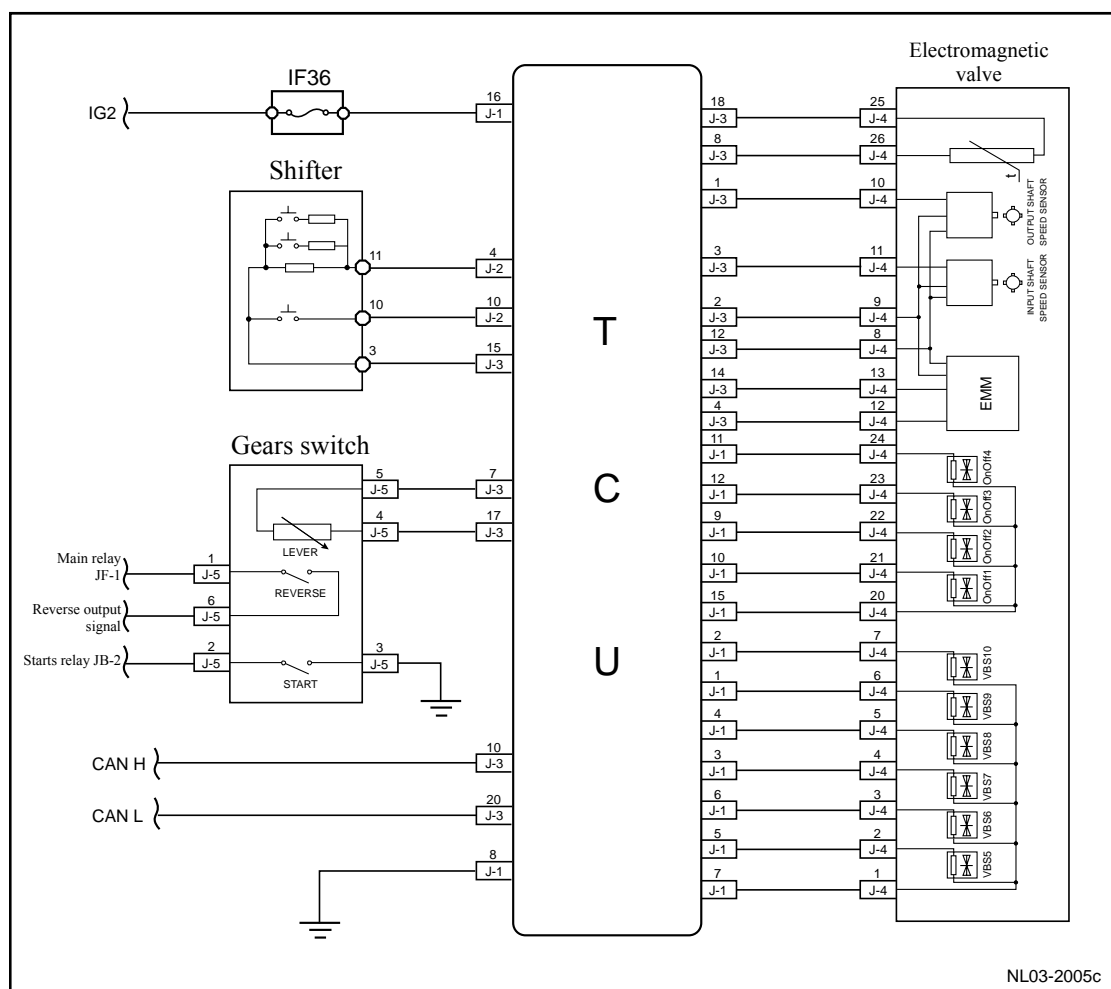 Electromagnetic
valve
IF36
IG2
16
J-1
Shifter
11
4
J-2
10
10
J-2
3
15
J-3
Gears switch
5
J-5
7
J-3
4
J-5
17
J-3
LEVER
Main relay
JF-1
1
J-5
REVERSE
Reverse output
signal
6
J-5
Starts relay JB-2
2
J-5
3
J-5
START
CAN H
10
J-3
CAN L
20
J-3
8
J-1
T
C
U
18
J-3
25
J-4
8
J-3
26
J-4
t
1
J-3
10
J-4
OUTPUT SHAFT
SPEED SENSOR
3
J-3
11
J-4
INPUT SHAFT
SPEED SENSOR
2
J-3
9
J-4
12
J-3
8
J-4
14
J-3
13
J-4
EMM
4
J-3
12
J-4
11
J-1
24
J-4
OnOff4
12
J-1
23
J-4
OnOff3
9
J-1
22
J-4
OnOff2
10
J-1
21
J-4
OnOff1
15
J-1
20
J-4
2
J-1
7
J-4
VBS10
1
J-1
6
J-4
VBS9
4
J-1
5
J-4
VBS8
3
J-1
4
J-4
VBS7
6
J-1
3
J-4
VBS6
5
J-1
2
J-4
VBS5
7
J-1
1
J-4
NL03-2005c